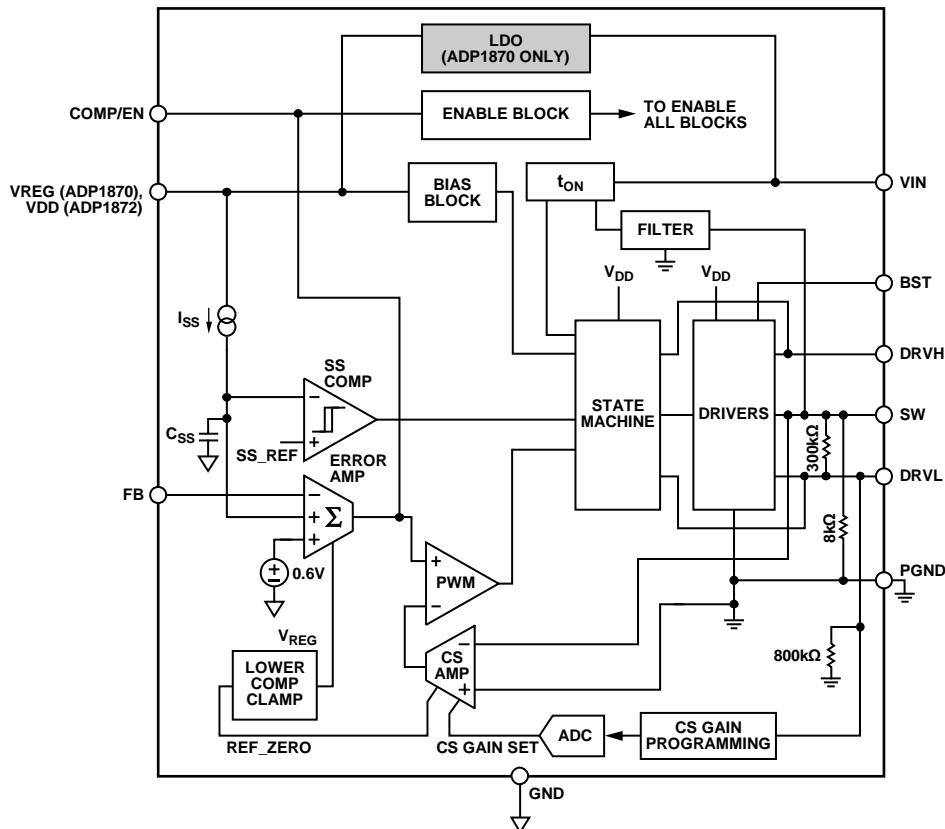 LDO
(ADP1870 ONLY)
COMP/EN
ENABLE BLOCK
TO ENABLE
ALL BLOCKS
VREG (ADP1870),
VDD (ADP1872)
BIAS
BLOCK
tON
VIN
FILTER
VDD
VDD
BST
ISS
DRVH
SS
COMP
STATE
MACHINE
DRIVERS
SW
CSS
SS_REF
300kΩ
ERROR
AMP
DRVL
FB
Σ
8kΩ
0.6V
PWM
PGND
VREG
LOWER
COMP
CLAMP
CS
AMP
800kΩ
REF_ZERO
CS GAIN SET
ADC
CS GAIN
PROGRAMMING
GND